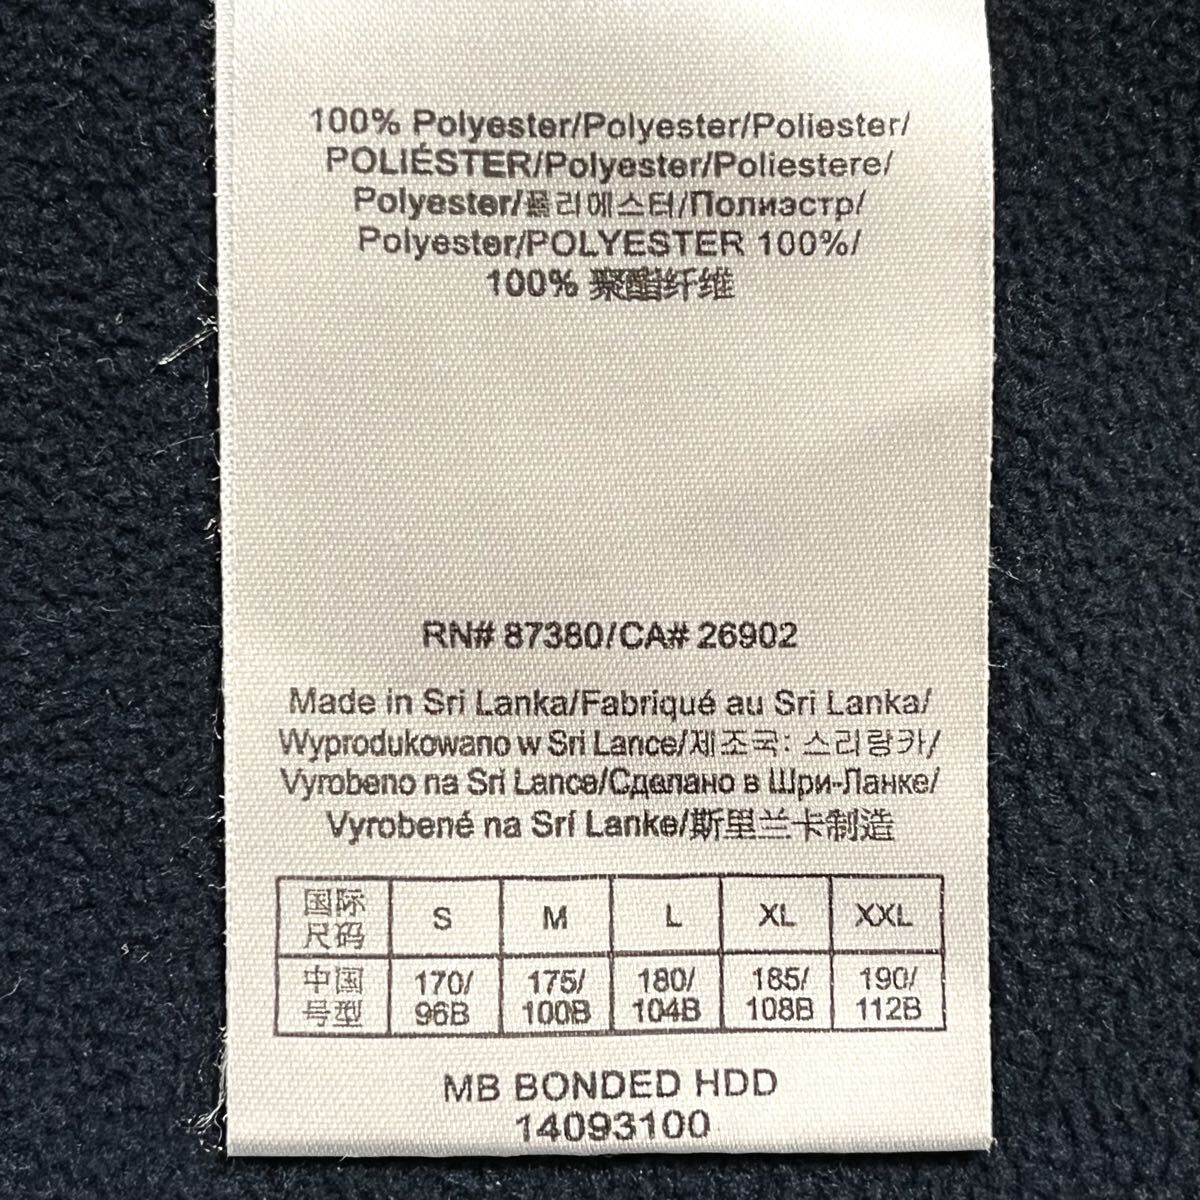 100% Polyester/Polyester/Poliester/
POLIÉSTER/Polyester/Poliestere/
Polyester/폴리에스터/Полиэстр/
Polyester/POLYESTER 100%/
100% 聚酯纤维
RN# 87380/CA# 26902
Made in Sri Lanka/Fabriqué au Sri Lanka/
Wyprodukowano w Sri Lance/제조국: 스리랑카/
Vyrobeno na Sri Lance/Сделано в Шри-Ланке/
Vyrobené na Srí Lanke/斯里兰卡制造
国际尺码 S M L XL XXL
中国号型 170/96B 175/100B 180/104B 185/108B 190/112B
MB BONDED HDD
14093100